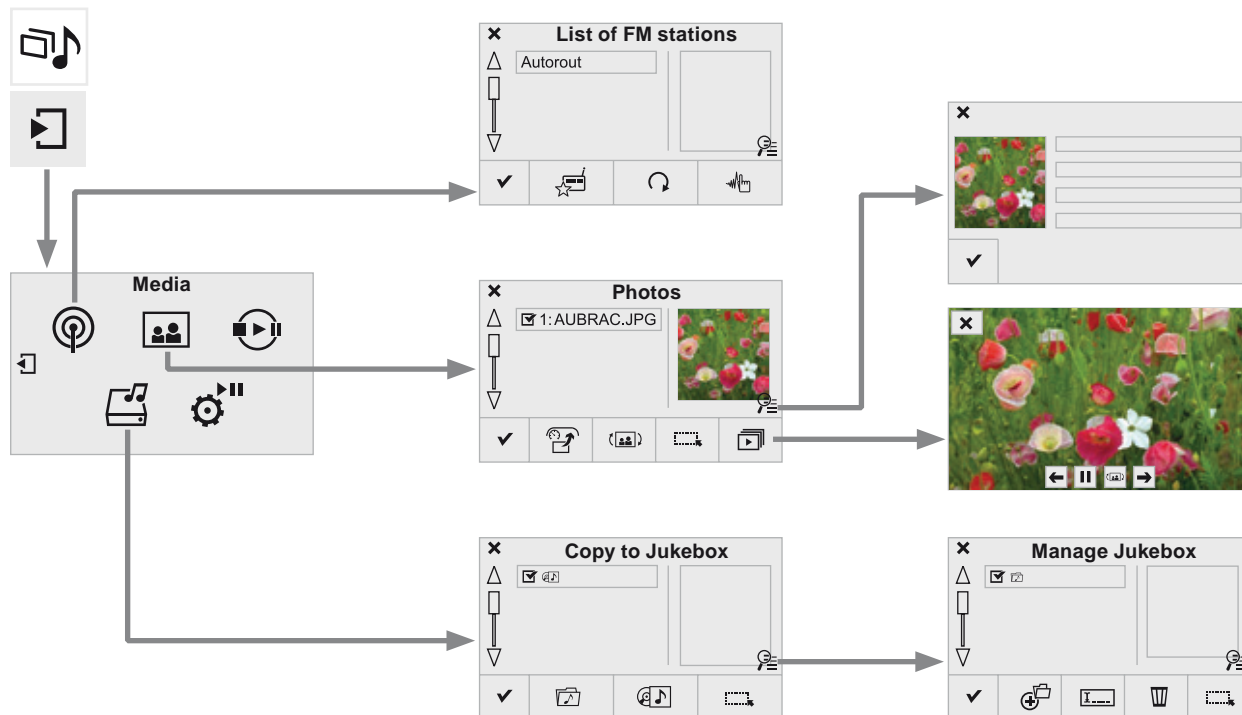 List of FM stations
Autorout
Media
Photos
1: AUBRAC.JPG
Copy to Jukebox
Manage Jukebox